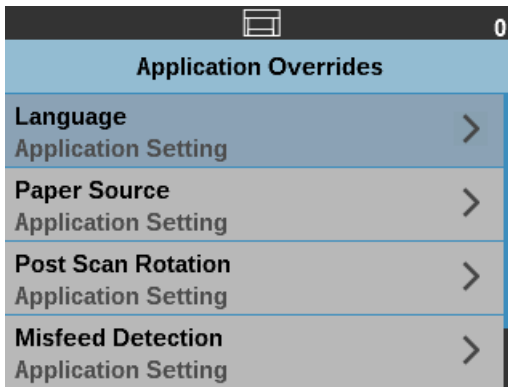 0
Application Overrides
Language
Application Setting
Paper Source
Application Setting
Post Scan Rotation
Application Setting
Misfeed Detection
Application Setting